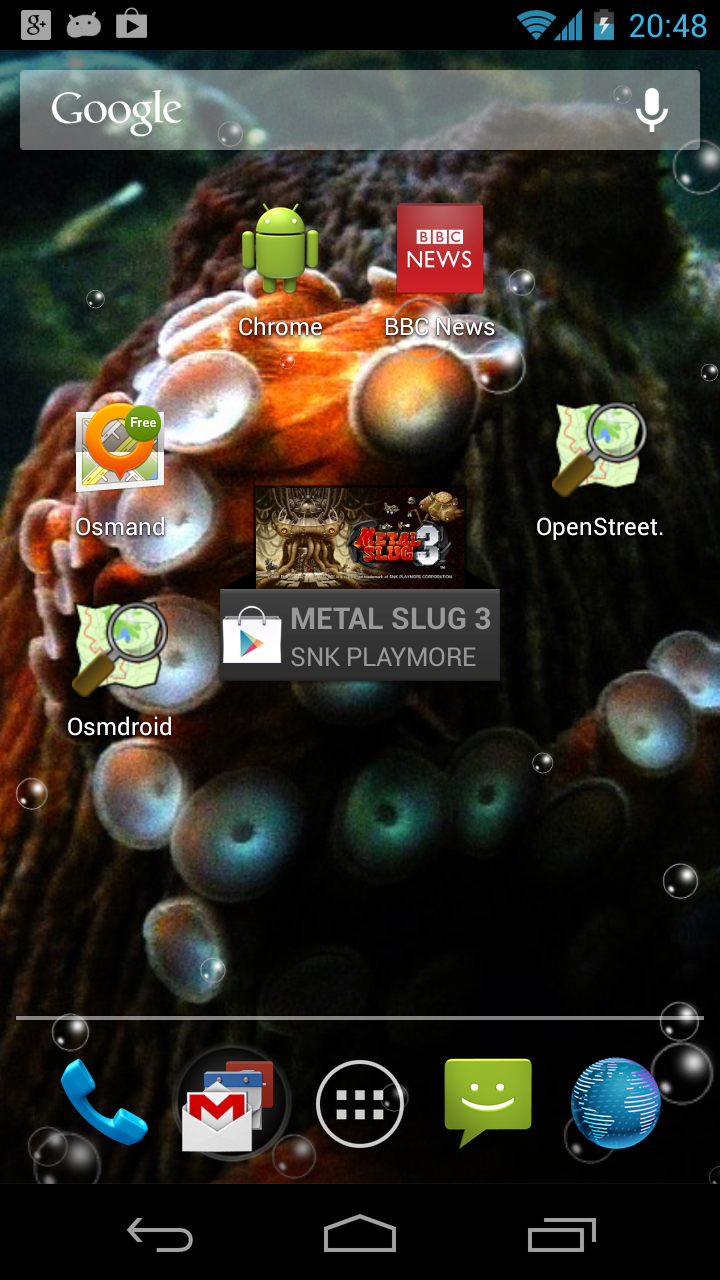 g+
20:48
Google
Chrome
BBC
NEWS
BBC News
Free
Osmand
OpenStreet.
METAL
SLUG 3
METAL SLUG 3
SNK PLAYMORE
Osmdroid